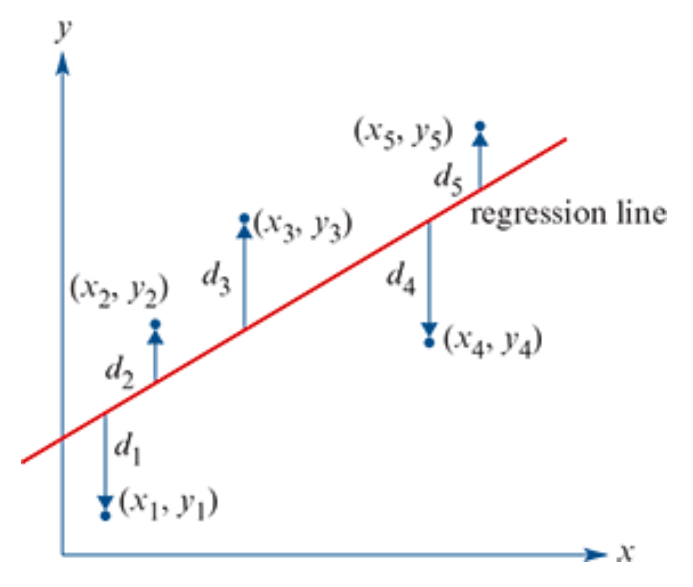 y
(x₅, y₅)
d₅
regression line
(x₃, y₃)
d₃
d₄
(x₂, y₂)
(x₄, y₄)
d₂
d₁
(x₁, y₁)
x